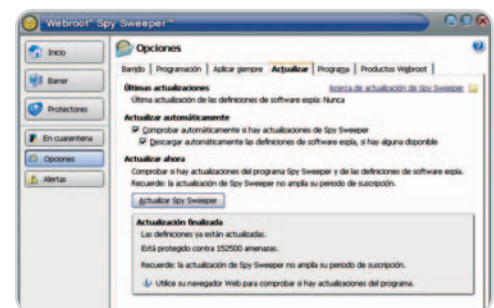 Webroot® Spy Sweeper™
Opciones
Inicio
Barrer
Protectores
En cuarentena
Opciones
Alertas
Barrido
Programación
Aplicar siempre
Actualizar
Programa
Productos Webroot
Últimas actualizaciones
Acerca de actualización de Spy Sweeper
Última actualización de las definiciones de software espía: Nunca
Actualizar automáticamente
Comprobar automáticamente si hay actualizaciones de Spy Sweeper
Descargar automáticamente las definiciones de software espía, si hay alguna disponible
Actualizar ahora
Comprobar si hay actualizaciones del programa Spy Sweeper y de las definiciones de software espía.
Recuerde: la actualización de Spy Sweeper no amplía su periodo de suscripción.
Actualizar Spy Sweeper
Actualización finalizada
Las definiciones ya están actualizadas.
Está protegido contra 152500 amenazas.
Recuerde: la actualización de Spy Sweeper no amplía su periodo de suscripción.
Utilice su navegador Web para comprobar si hay actualizaciones del programa.